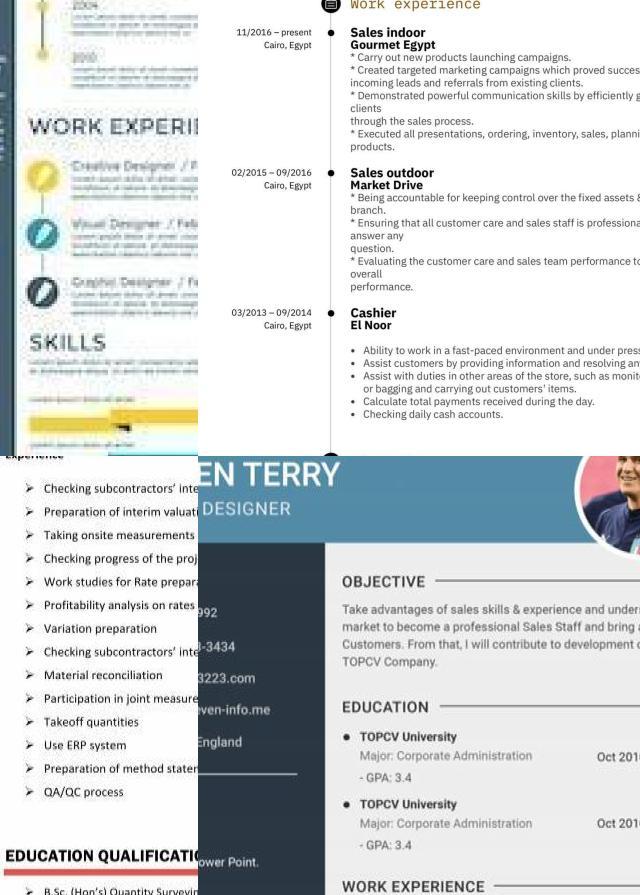 2004
2010
WORK EXPERIE
Creative Designer / F
Visual Designer / Fell
Graphic Designer / Fe
SKILLS
Work experience
11/2016 – present
Cairo, Egypt
Sales indoor
Gourmet Egypt
* Carry out new products launching campaigns.
* Created targeted marketing campaigns which proved succes
incoming leads and referrals from existing clients.
* Demonstrated powerful communication skills by efficiently g
clients
through the sales process.
* Executed all presentations, ordering, inventory, sales, planni
products.
02/2015 – 09/2016
Cairo, Egypt
Sales outdoor
Market Drive
* Being accountable for keeping control over the fixed assets &
branch.
* Ensuring that all customer care and sales staff is professiona
answer any
question.
* Evaluating the customer care and sales team performance to
overall
performance.
03/2013 – 09/2014
Cairo, Egypt
Cashier
El Noor
• Ability to work in a fast-paced environment and under press
• Assist customers by providing information and resolving an
• Assist with duties in other areas of the store, such as monit
or bagging and carrying out customers' items.
• Calculate total payments received during the day.
• Checking daily cash accounts.
Experience
➢ Checking subcontractors' inte
➢ Preparation of interim valuati
➢ Taking onsite measurements
➢ Checking progress of the proj
➢ Work studies for Rate prepar
➢ Profitability analysis on rates
➢ Variation preparation
➢ Checking subcontractors' inte
➢ Material reconciliation
➢ Participation in joint measure
➢ Takeoff quantities
➢ Use ERP system
➢ Preparation of method stater
➢ QA/QC process
EDUCATION QUALIFICATI
➢ B.Sc. (Hon's) Quantity Surveyin
EN TERRY
DESIGNER
992
-3434
3223.com
even-info.me
England
ower Point.
OBJECTIVE
Take advantages of sales skills & experience and under
market to become a professional Sales Staff and bring a
Customers. From that, I will contribute to development o
TOPCV Company.
EDUCATION
• TOPCV University
Major: Corporate Administration
Oct 201
- GPA: 3.4
• TOPCV University
Major: Corporate Administration
Oct 201
- GPA: 3.4
WORK EXPERIENCE